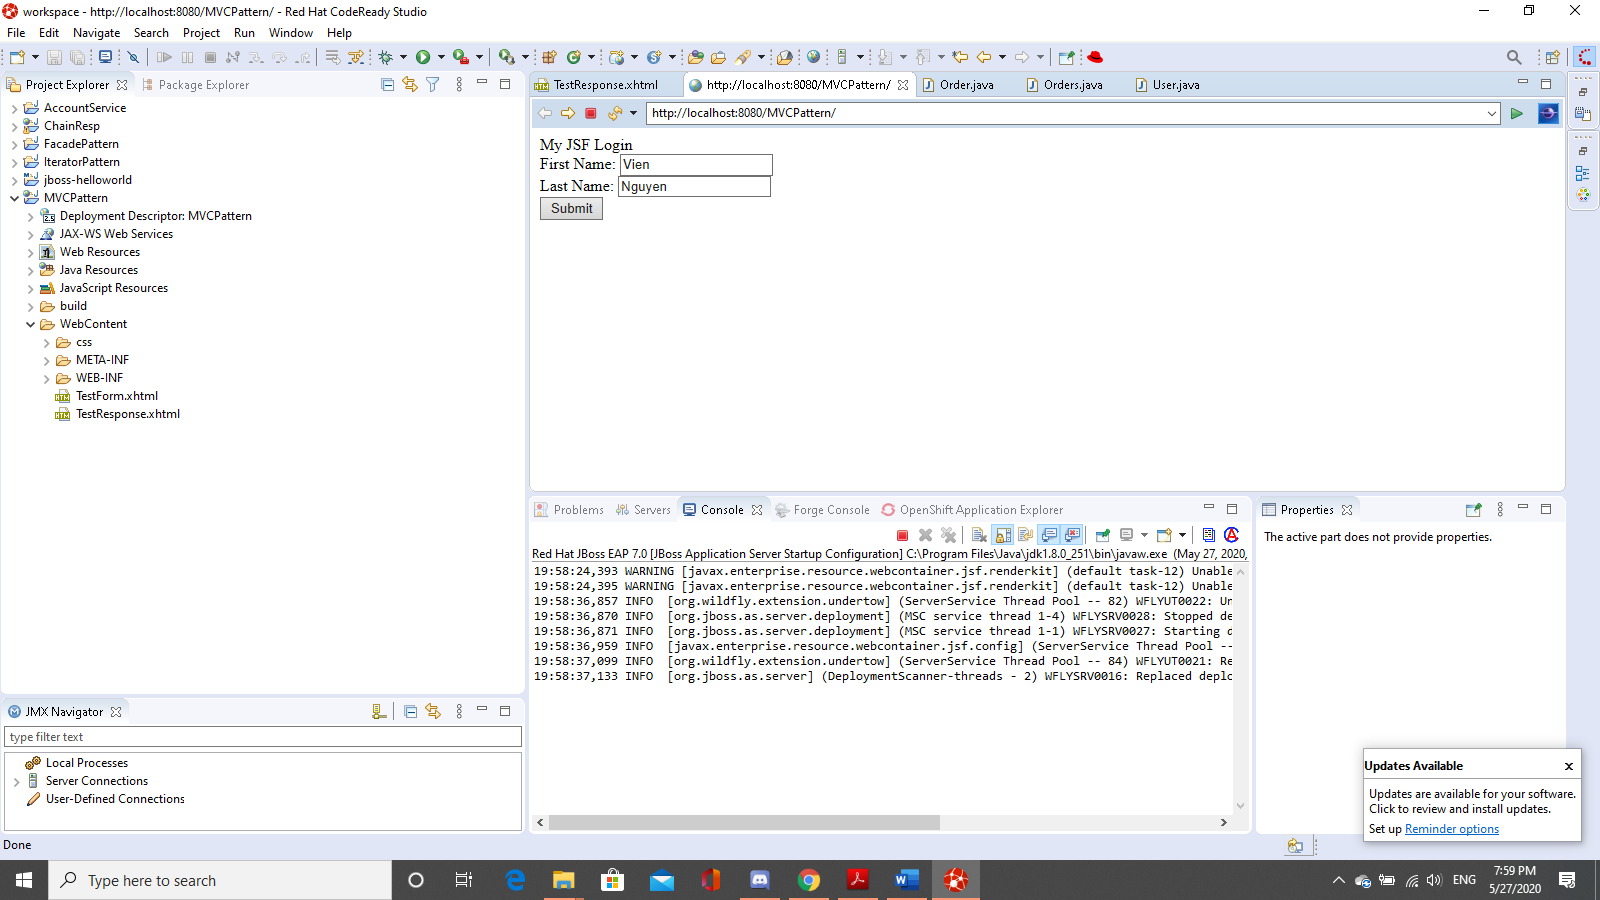 workspace - http://localhost:8080/MVCPattern/ - Red Hat CodeReady Studio
File Edit Navigate Search Project Run Window Help
Project Explorer
Package Explorer
AccountService
ChainResp
FacadePattern
IteratorPattern
jboss-helloworld
MVCPattern
Deployment Descriptor: MVCPattern
JAX-WS Web Services
Web Resources
Java Resources
JavaScript Resources
build
WebContent
css
META-INF
WEB-INF
TestForm.xhtml
TestResponse.xhtml
TestResponse.xhtml
http://localhost:8080/MVCPattern/
Order.java
Orders.java
User.java
http://localhost:8080/MVCPattern/
My JSF Login
First Name: Vien
Last Name: Nguyen
Submit
Problems
Servers
Console
Forge Console
OpenShift Application Explorer
Red Hat JBoss EAP 7.0 [JBoss Application Server Startup Configuration] C:\Program Files\Java\jdk1.8.0_251\bin\javaw.exe (May 27, 2020,
19:58:24,393 WARNING [javax.enterprise.resource.webcontainer.jsf.renderkit] (default task-12) Unable
19:58:24,395 WARNING [javax.enterprise.resource.webcontainer.jsf.renderkit] (default task-12) Unable
19:58:36,857 INFO [org.wildfly.extension.undertow] (ServerService Thread Pool -- 82) WFLYUT0022: Un
19:58:36,870 INFO [org.jboss.as.server.deployment] (MSC service thread 1-4) WFLYSRV0028: Stopped de
19:58:36,871 INFO [org.jboss.as.server.deployment] (MSC service thread 1-1) WFLYSRV0027: Starting d
19:58:36,959 INFO [javax.enterprise.resource.webcontainer.jsf.config] (ServerService Thread Pool --
19:58:37,099 INFO [org.wildfly.extension.undertow] (ServerService Thread Pool -- 84) WFLYUT0021: Re
19:58:37,133 INFO [org.jboss.as.server] (DeploymentScanner-threads - 2) WFLYSRV0016: Replaced deplo
Properties
The active part does not provide properties.
JMX Navigator
type filter text
Local Processes
Server Connections
User-Defined Connections
Updates Available x
Updates are available for your software.
Click to review and install updates.
Set up Reminder options
Done
Type here to search
ENG
7:59 PM
5/27/2020